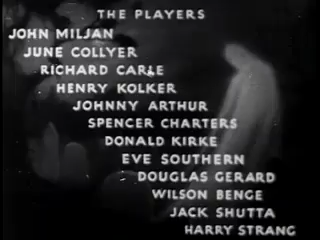 THE PLAYERS
JOHN MILJAN
JUNE COLLYER
RICHARD CARLE
HENRY KOLKER
JOHNNY ARTHUR
SPENCER CHARTERS
DONALD KIRKE
EVE SOUTHERN
DOUGLAS GERARD
WILSON BENGE
JACK SHUTTA
HARRY STRANG